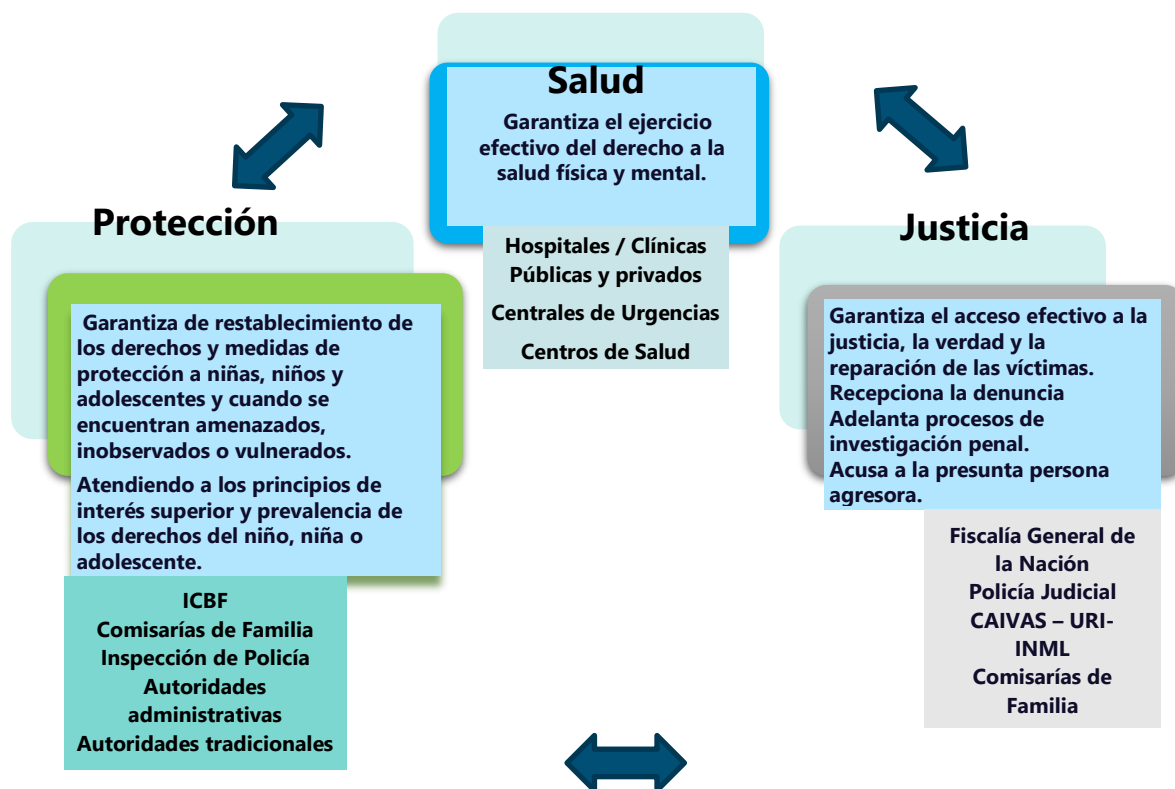 Salud
Garantiza el ejercicio
efectivo del derecho a la
salud física y mental.
Hospitales / Clínicas
Públicas y privados
Centrales de Urgencias
Centros de Salud
Protección
Garantiza de restablecimiento de
los derechos y medidas de
protección a niñas, niños y
adolescentes y cuando se
encuentran amenazados,
inobservados o vulnerados.
Atendiendo a los principios de
interés superior y prevalencia de
los derechos del niño, niña o
adolescente.
ICBF
Comisarías de Familia
Inspección de Policía
Autoridades
administrativas
Autoridades tradicionales
Justicia
Garantiza el acceso efectivo a la
justicia, la verdad y la
reparación de las víctimas.
Recepciona la denuncia
Adelanta procesos de
investigación penal.
Acusa a la presunta persona
agresora.
Fiscalía General de
la Nación
Policía Judicial
CAIVAS – URI-
INML
Comisarías de
Familia